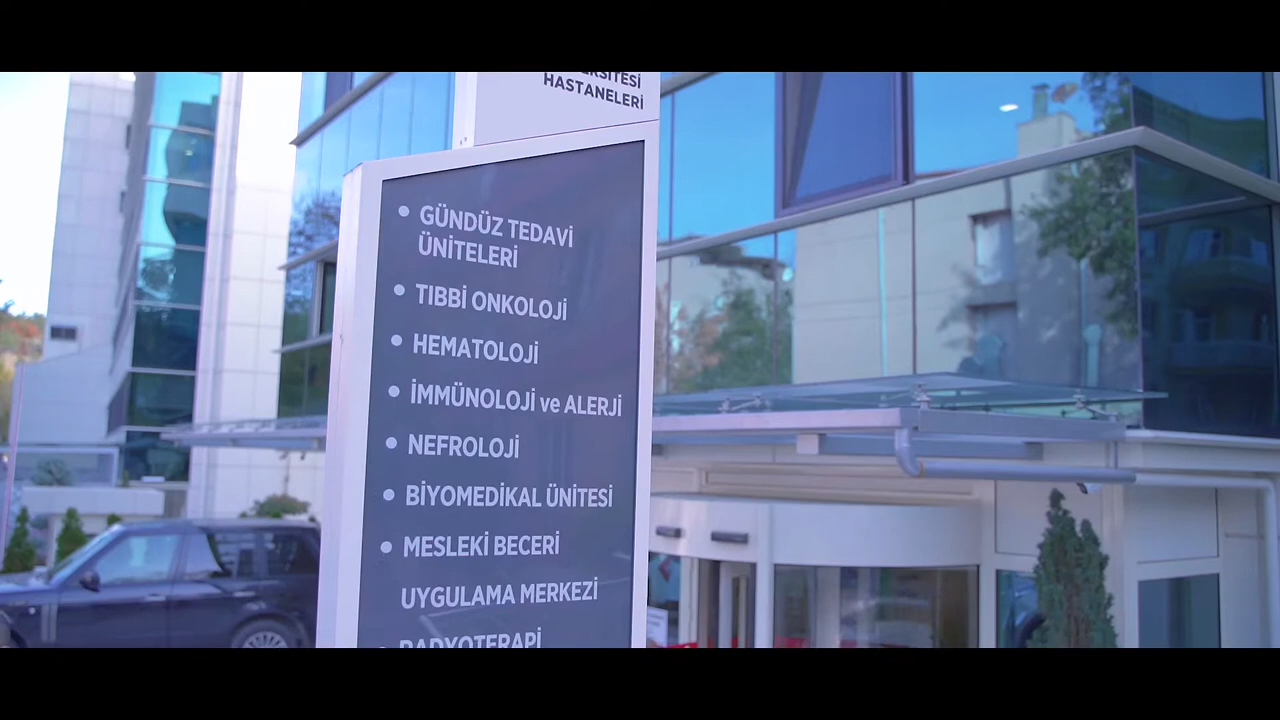 HASTANELERİ
• GÜNDÜZ TEDAVİ
ÜNİTELERİ
• TIBBİ ONKOLOJİ
• HEMATOLOJİ
• İMMÜNOLOJİ ve ALERJİ
• NEFROLOJİ
• BİYOMEDİKAL ÜNİTESİ
• MESLEKİ BECERİ
UYGULAMA MERKEZİ
• RADYOTERAPİ